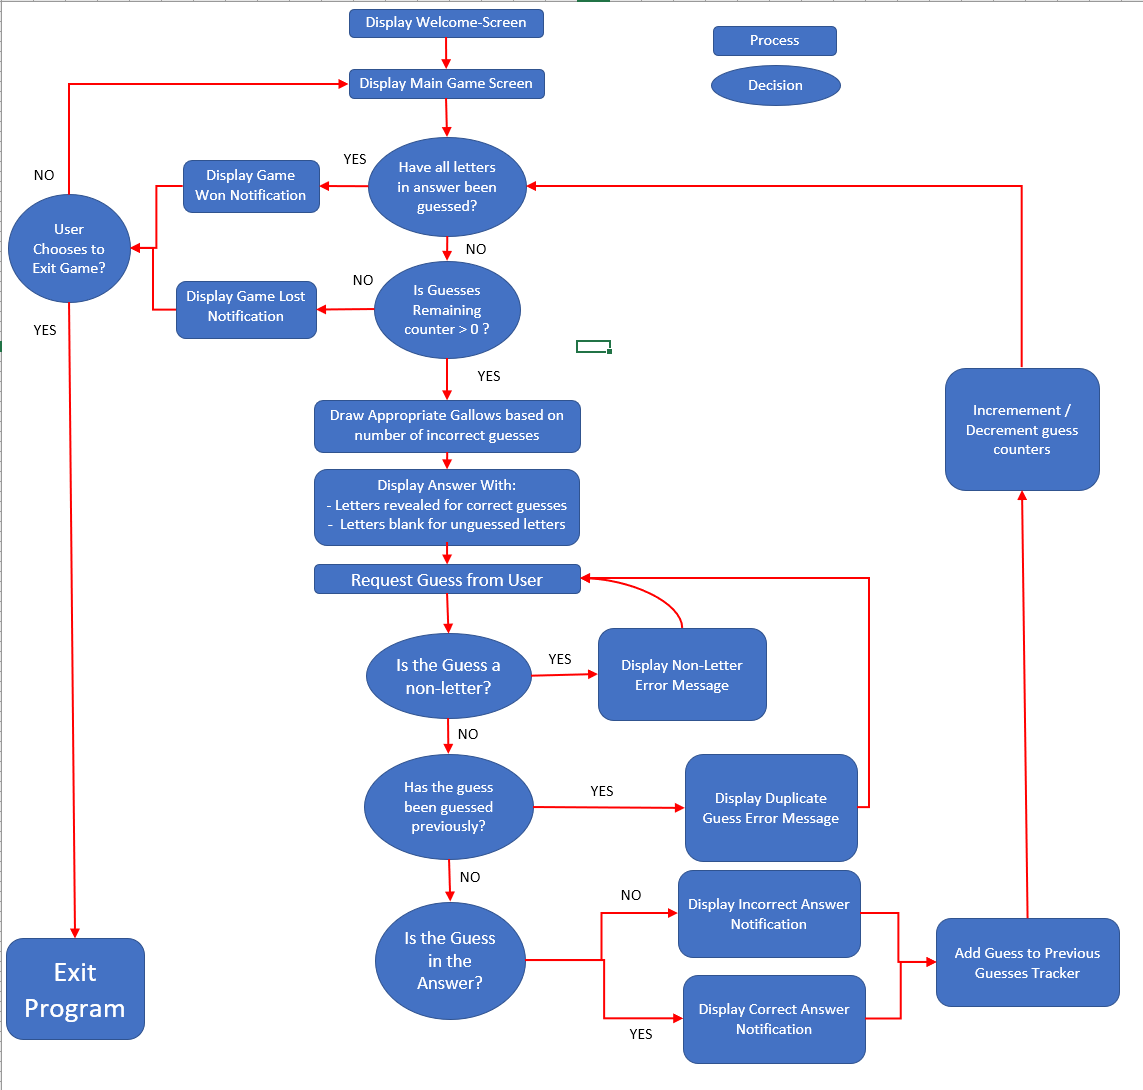 Display Welcome-Screen
Process
Display Main Game Screen
Decision
YES
Have all letters
in answer been
guessed?
NO
Display Game
Won Notification
User
Chooses to
Exit Game?
NO
NO
Is Guesses
Remaining
counter > 0 ?
Display Game Lost
Notification
YES
YES
Draw Appropriate Gallows based on
number of incorrect guesses
Incremement /
Decrement guess
counters
Display Answer With:
- Letters revealed for correct guesses
- Letters blank for unguessed letters
Request Guess from User
Is the Guess a
non-letter?
YES
Display Non-Letter
Error Message
NO
Has the guess
been guessed
previously?
YES
Display Duplicate
Guess Error Message
NO
NO
Display Incorrect Answer
Notification
Is the Guess
in the
Answer?
Add Guess to Previous
Guesses Tracker
Exit
Program
Display Correct Answer
Notification
YES